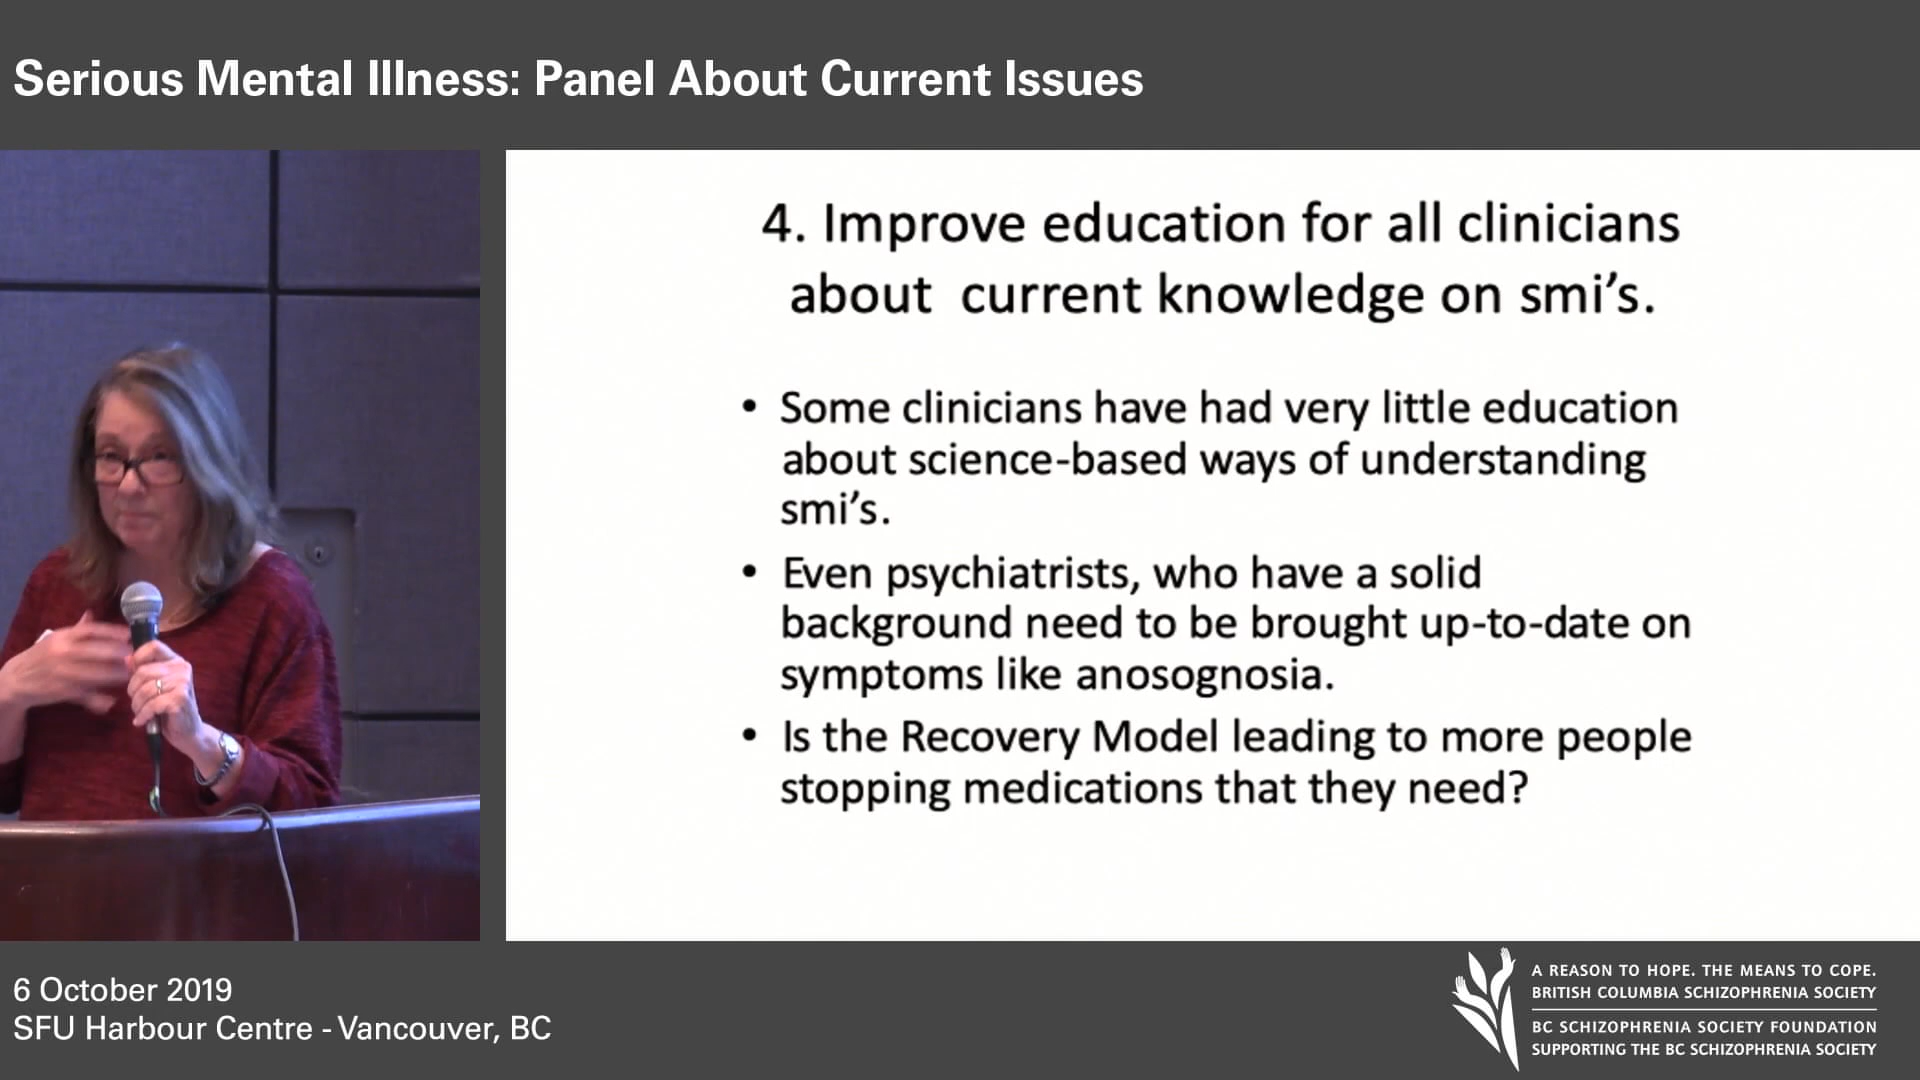 Serious Mental Illness: Panel About Current Issues
4. Improve education for all clinicians
about  current knowledge on smi's.
• Some clinicians have had very little education
about science-based ways of understanding
smi's.
• Even psychiatrists, who have a solid
background need to be brought up-to-date on
symptoms like anosognosia.
• Is the Recovery Model leading to more people
stopping medications that they need?
6 October 2019
SFU Harbour Centre - Vancouver, BC
A REASON TO HOPE. THE MEANS TO COPE.
BRITISH COLUMBIA SCHIZOPHRENIA SOCIETY
BC SCHIZOPHRENIA SOCIETY FOUNDATION
SUPPORTING THE BC SCHIZOPHRENIA SOCIETY